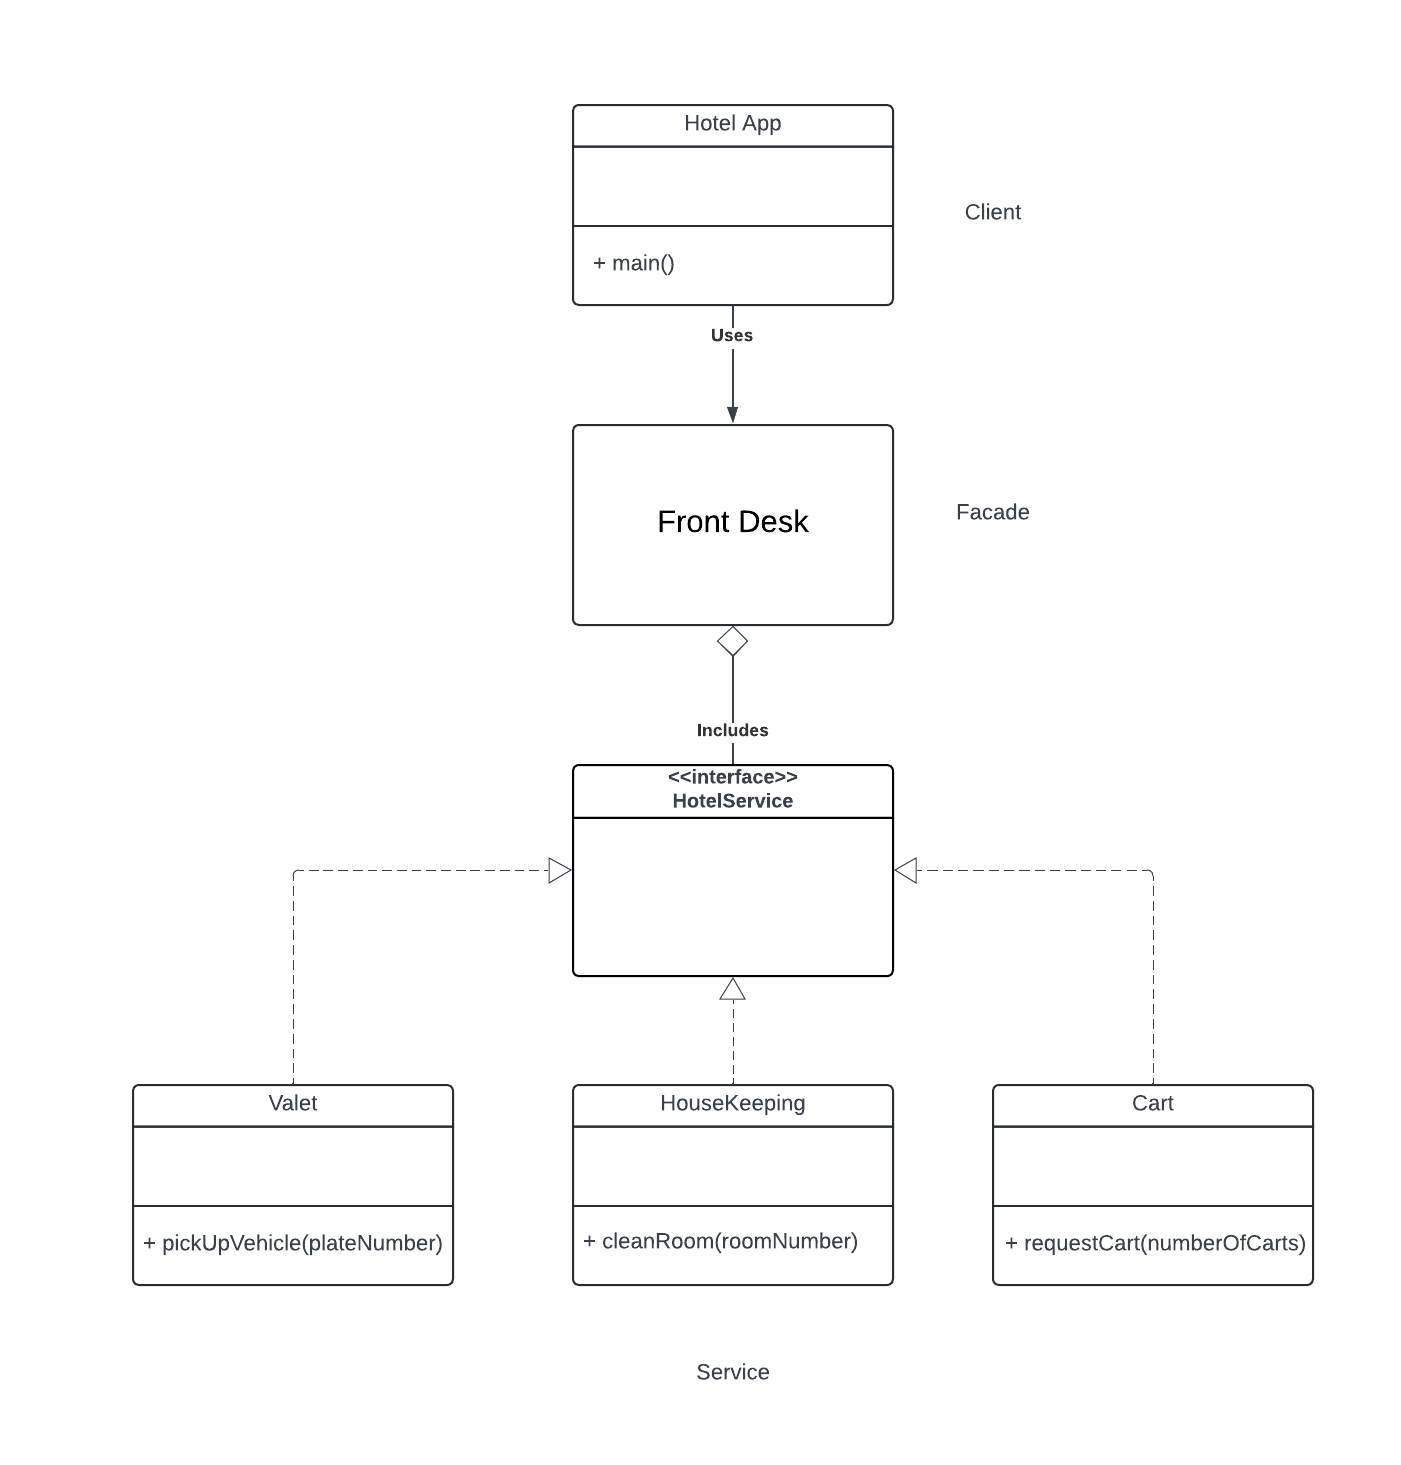 Hotel App
Client
+ main()
Uses
Front Desk
Facade
Includes
<<interface>>
HotelService
Valet
HouseKeeping
Cart
+ pickUpVehicle(plateNumber)
+ cleanRoom(roomNumber)
+ requestCart(numberOfCarts)
Service